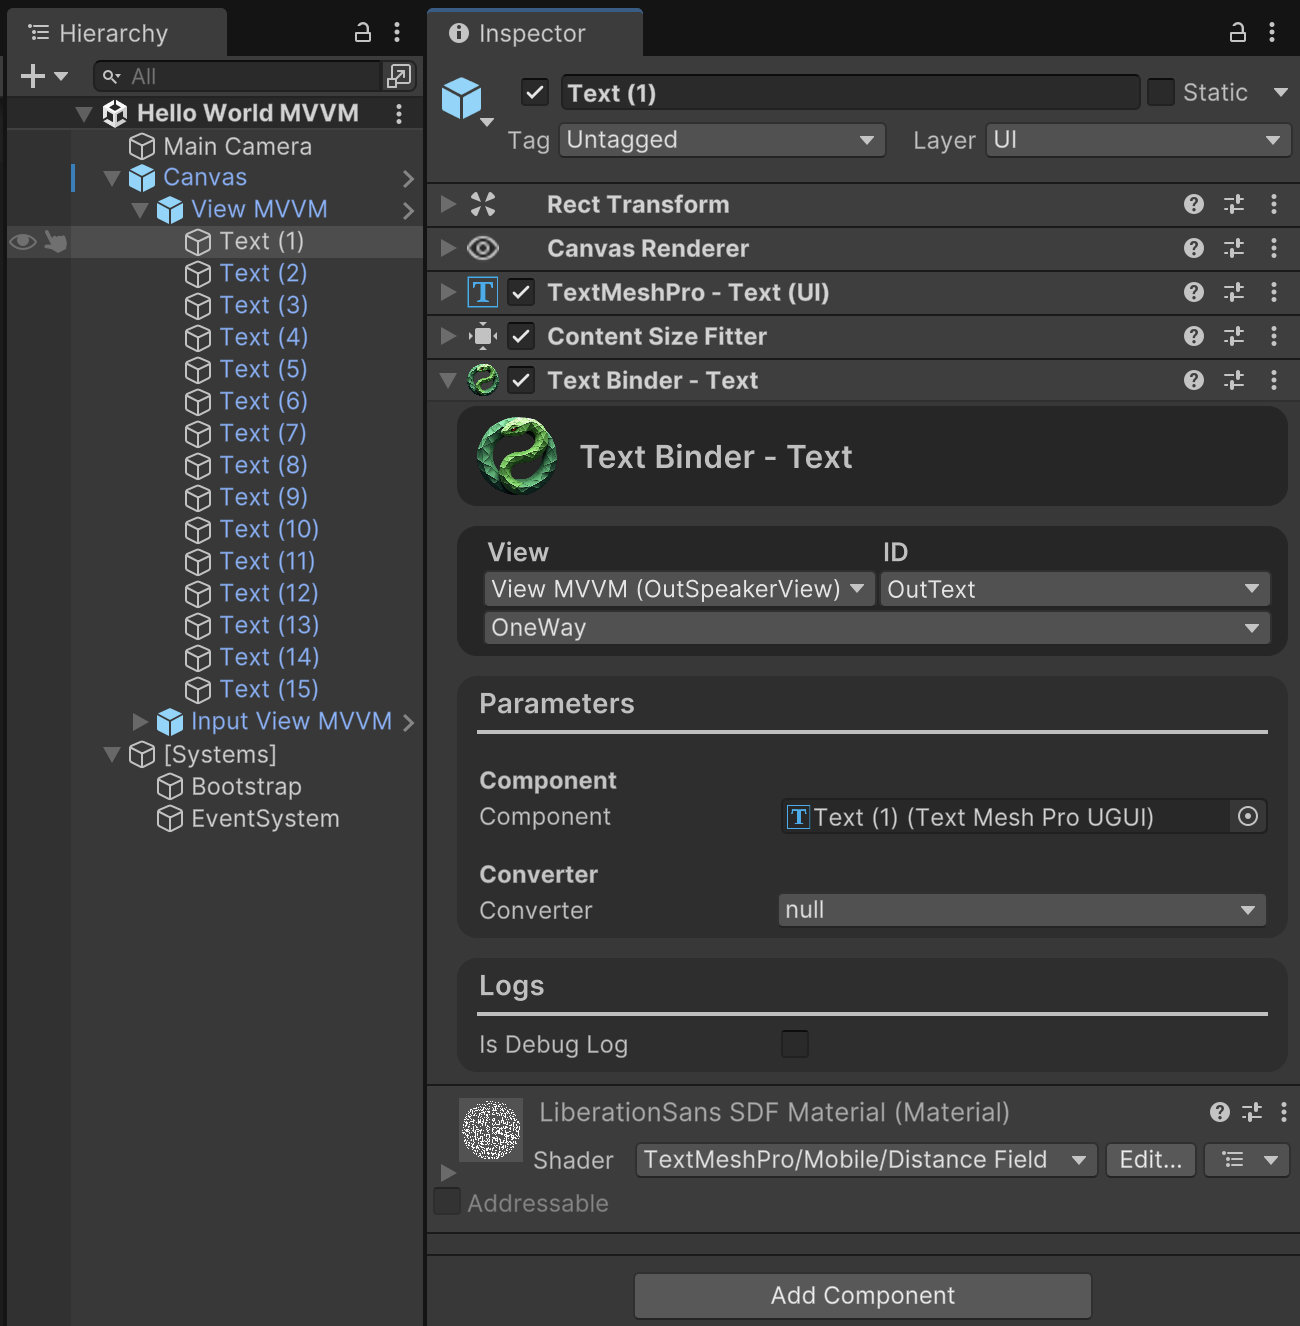 Hierarchy
All
Hello World MVVM
Main Camera
Canvas
View MVVM
Text (1)
Text (2)
Text (3)
Text (4)
Text (5)
Text (6)
Text (7)
Text (8)
Text (9)
Text (10)
Text (11)
Text (12)
Text (13)
Text (14)
Text (15)
Input View MVVM
[Systems]
Bootstrap
EventSystem
Inspector
Text (1)
Static
Tag Untagged Layer UI
Rect Transform
Canvas Renderer
TextMeshPro - Text (UI)
Content Size Fitter
Text Binder - Text
Text Binder - Text
View ID
View MVVM (OutSpeakerView) OutText
OneWay
Parameters
Component
Component Text (1) (Text Mesh Pro UGUI)
Converter
Converter null
Logs
Is Debug Log
LiberationSans SDF Material (Material)
Shader TextMeshPro/Mobile/Distance Field Edit...
Addressable
Add Component